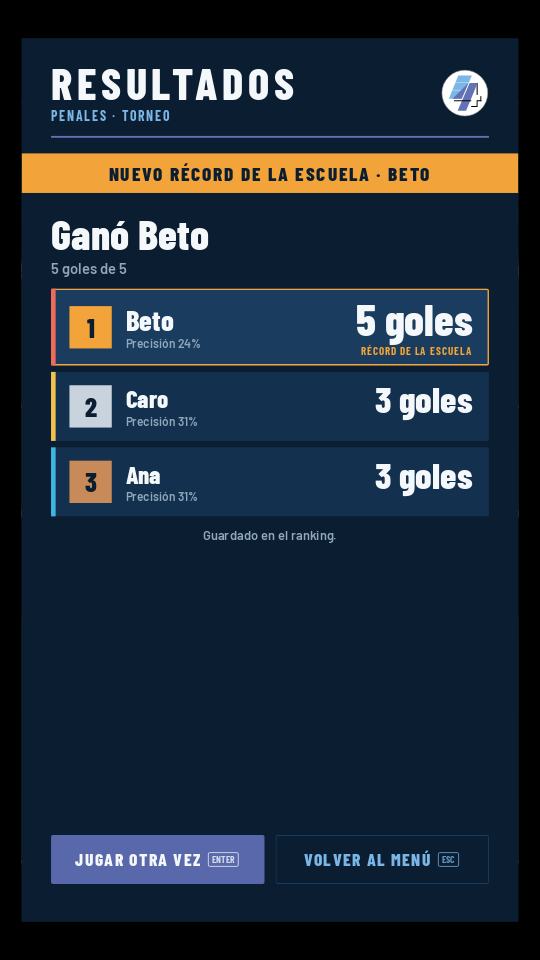 RESULTADOS
PENALES · TORNEO
NUEVO RÉCORD DE LA ESCUELA · BETO
Ganó Beto
5 goles de 5
1 Beto 5 goles
Precisión 24% RÉCORD DE LA ESCUELA
2 Caro 3 goles
Precisión 31%
3 Ana 3 goles
Precisión 31%
Guardado en el ranking.
JUGAR OTRA VEZ ENTER
VOLVER AL MENÚ ESC